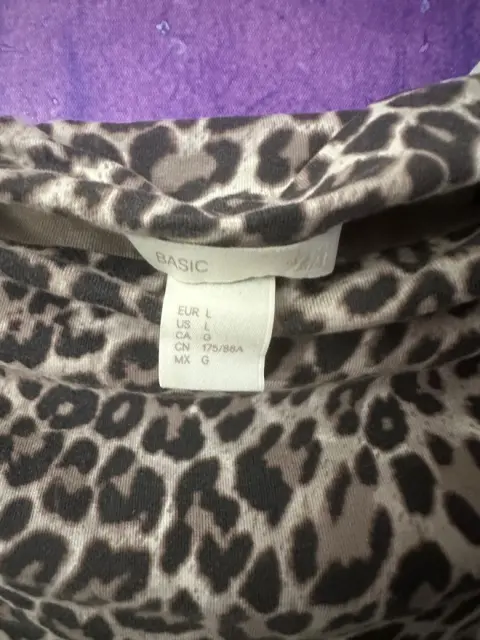 BASIC
EUR L
US L
CA G
CN 175/88A
MX G